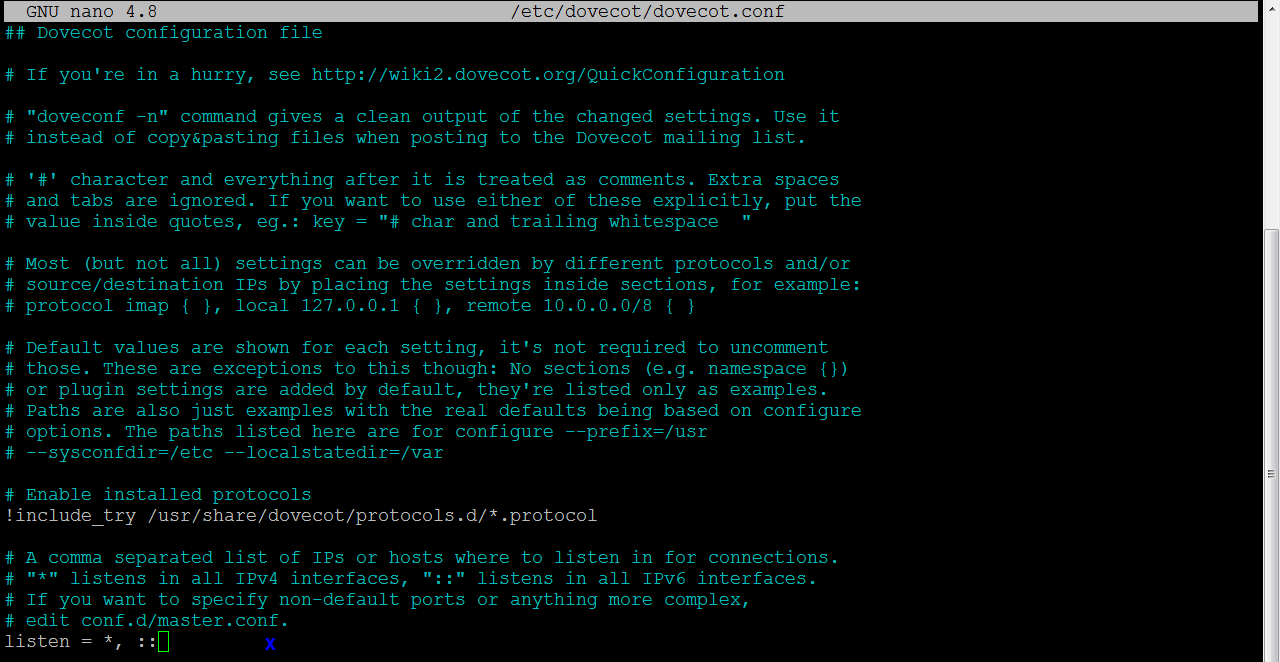 GNU nano 4.8 /etc/dovecot/dovecot.conf
## Dovecot configuration file
# If you're in a hurry, see http://wiki2.dovecot.org/QuickConfiguration
# "doveconf -n" command gives a clean output of the changed settings. Use it
# instead of copy&pasting files when posting to the Dovecot mailing list.
# '#' character and everything after it is treated as comments. Extra spaces
# and tabs are ignored. If you want to use either of these explicitly, put the
# value inside quotes, eg.: key = "# char and trailing whitespace  "
# Most (but not all) settings can be overridden by different protocols and/or
# source/destination IPs by placing the settings inside sections, for example:
# protocol imap { }, local 127.0.0.1 { }, remote 10.0.0.0/8 { }
# Default values are shown for each setting, it's not required to uncomment
# those. These are exceptions to this though: No sections (e.g. namespace {})
# or plugin settings are added by default, they're listed only as examples.
# Paths are also just examples with the real defaults being based on configure
# options. The paths listed here are for configure --prefix=/usr
# --sysconfdir=/etc --localstatedir=/var
# Enable installed protocols
!include_try /usr/share/dovecot/protocols.d/*.protocol
# A comma separated list of IPs or hosts where to listen in for connections.
# "*" listens in all IPv4 interfaces, "::" listens in all IPv6 interfaces.
# If you want to specify non-default ports or anything more complex,
# edit conf.d/master.conf.
listen = *, :: x